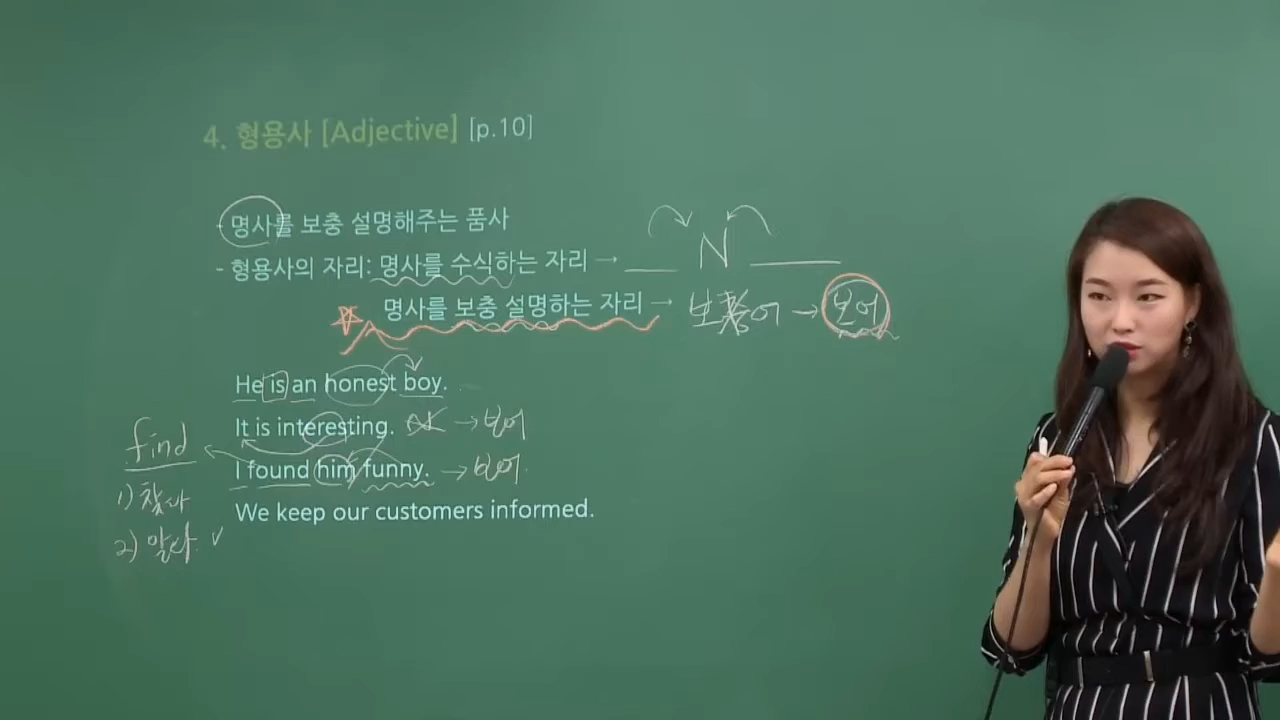 4. 형용사 [Adjective] [p.10]
- 명사를 보충 설명해주는 품사
- 형용사의 자리: 명사를 수식하는 자리 → ___ N ___
명사를 보충 설명하는 자리 → 보충어 → 보어
He is an honest boy.
It is interesting. → 보어
I found him funny. → 보어
We keep our customers informed.
find
1) 찾다
2) 알다 ✓